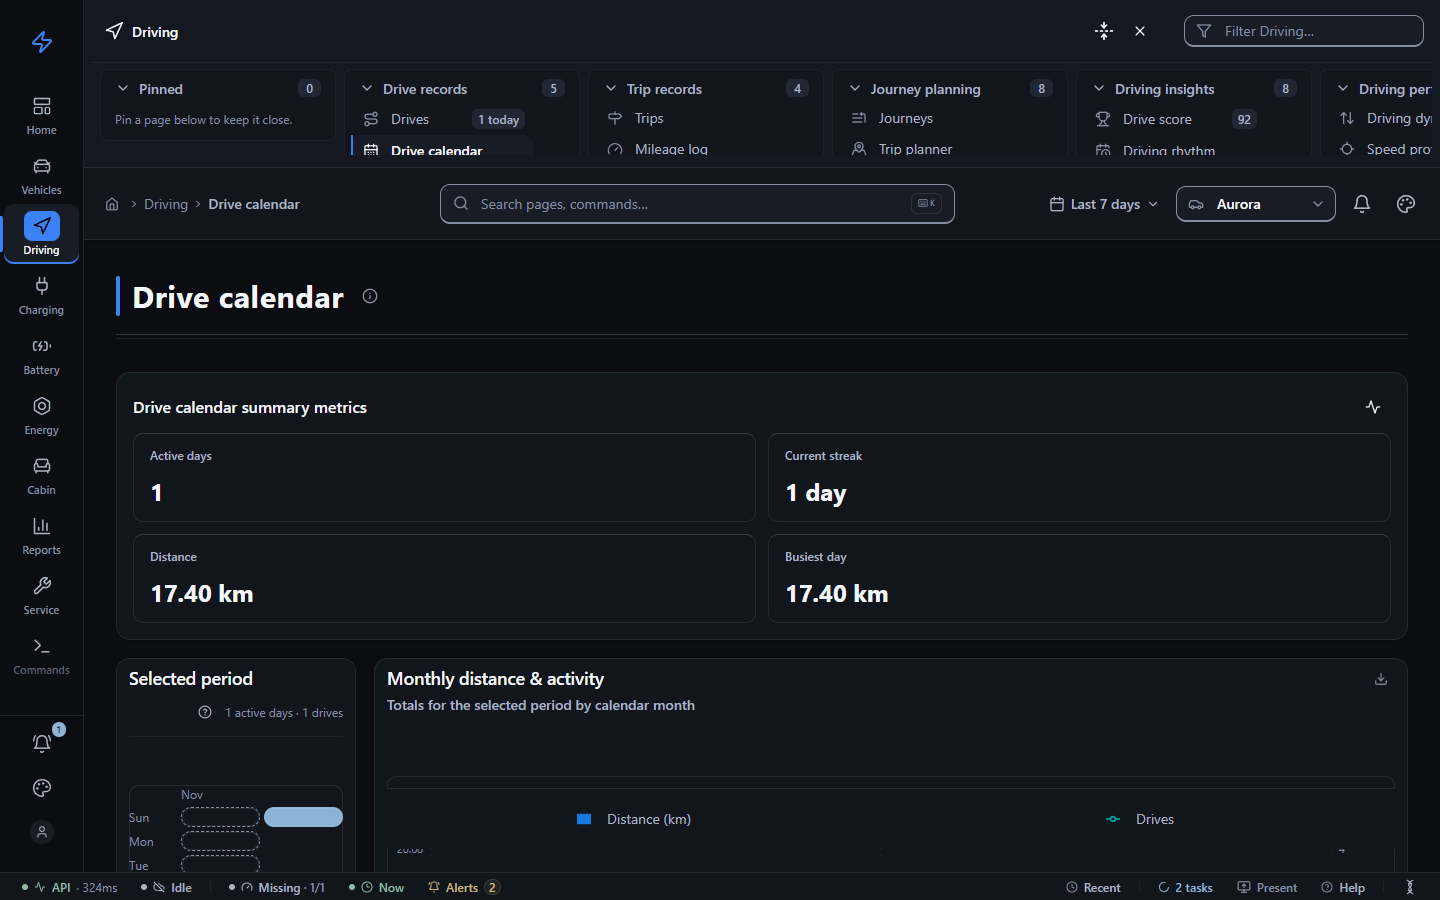 Driving
Filter Driving...
Pinned 0
Pin a page below to keep it close.
Drive records 5
Drives 1 today
Drive calendar
Trip records 4
Trips
Mileage log
Journey planning 8
Journeys
Trip planner
Driving insights 8
Drive score 92
Driving rhythm
Driving per
Driving dy
Speed pro
Home
Vehicles
Driving
Charging
Battery
Energy
Cabin
Reports
Service
Commands
1
Driving
Drive calendar
Search pages, commands...
K
Last 7 days
Aurora
Drive calendar
Drive calendar summary metrics
Active days
1
Current streak
1 day
Distance
17.40 km
Busiest day
17.40 km
Selected period
1 active days · 1 drives
Nov
Sun
Mon
Tue
Monthly distance & activity
Totals for the selected period by calendar month
Distance (km)
Drives
20.00
4
API · 324ms
Idle
Missing · 1/1
Now
Alerts 2
Recent
2 tasks
Present
Help